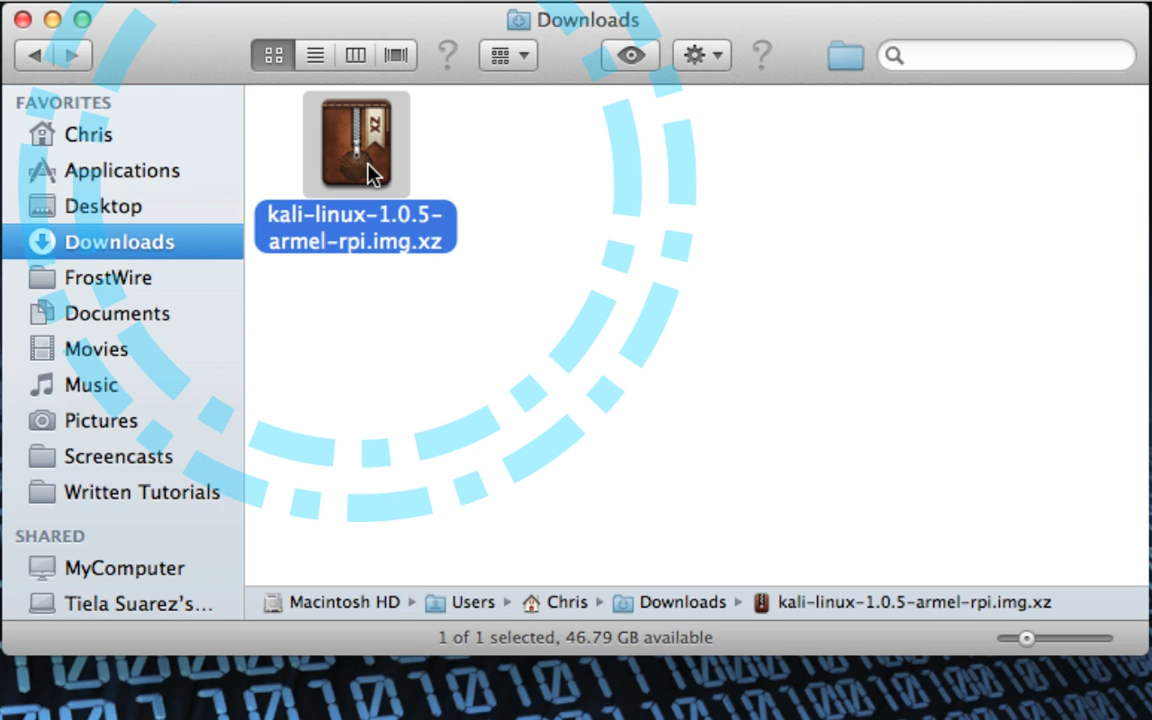 Downloads
FAVORITES
Chris
Applications
Desktop
Downloads
FrostWire
Documents
Movies
Music
Pictures
Screencasts
Written Tutorials
SHARED
MyComputer
Tiela Suarez's...
XZ
kali-linux-1.0.5-
armel-rpi.img.xz
Macintosh HD ▸ Users ▸ Chris ▸ Downloads ▸ kali-linux-1.0.5-armel-rpi.img.xz
1 of 1 selected, 46.79 GB available